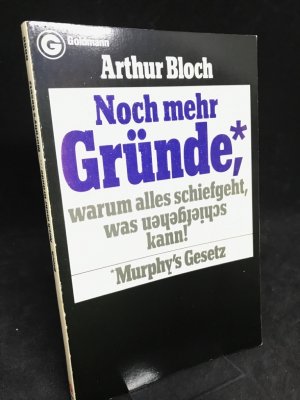 G
Goldmann
Arthur Bloch
Noch mehr
Gründe,*
warum alles schiefgeht,
was schiefgehen
kann!
*Murphy's Gesetz